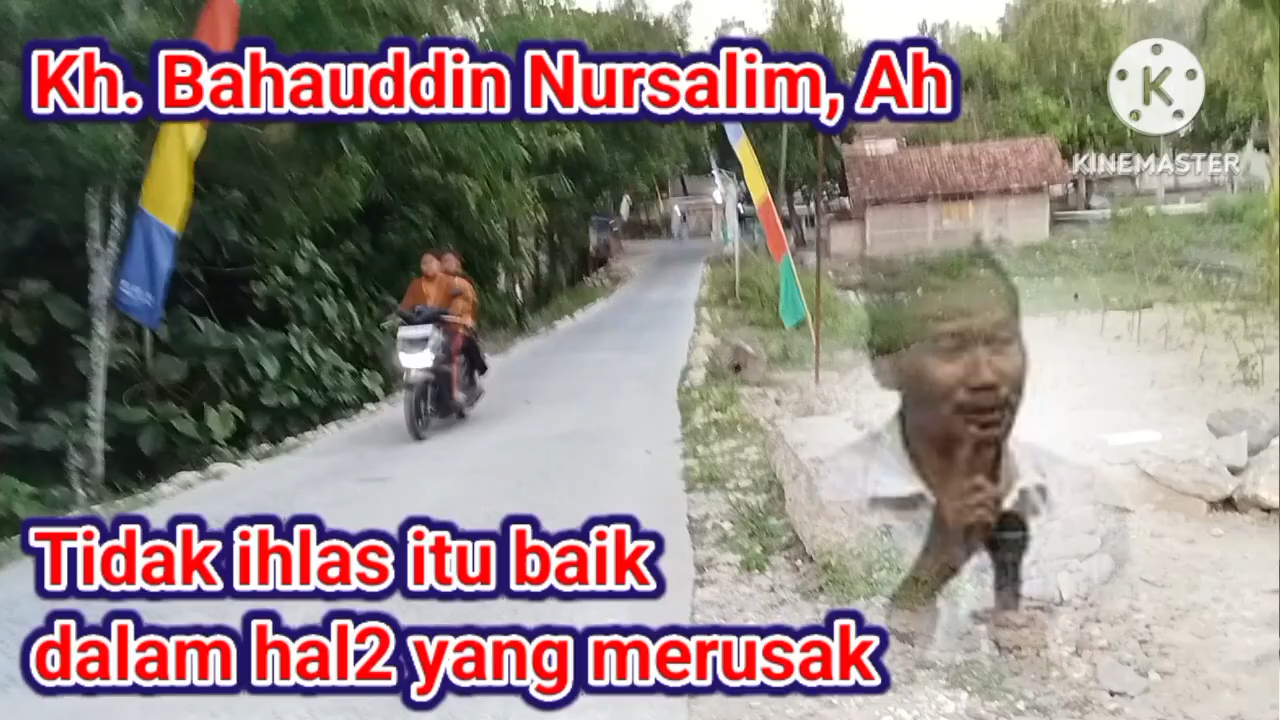 Kh. Bahauddin Nursalim, Ah
K
KINEMASTER
Tidak ihlas itu baik
dalam hal2 yang merusak